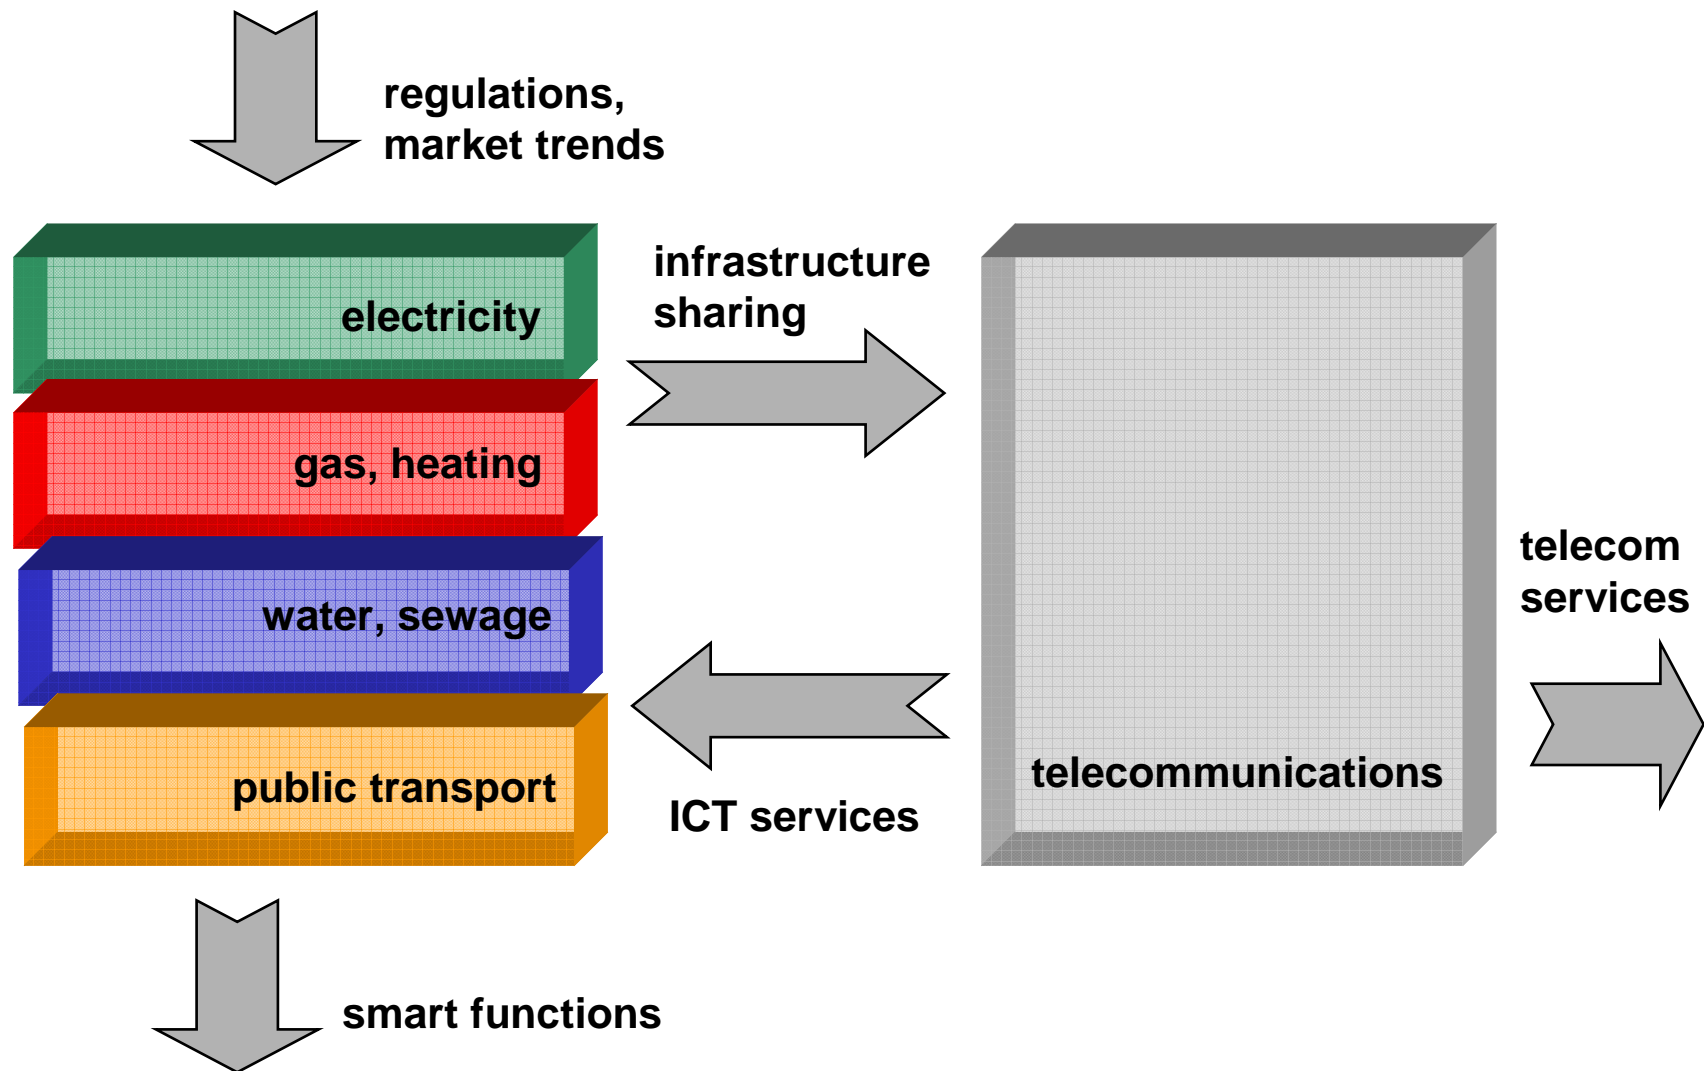 regulations,
market trends
infrastructure
sharing
electricity
gas, heating
telecom
services
water, sewage
telecommunications
public transport
ICT services
smart functions